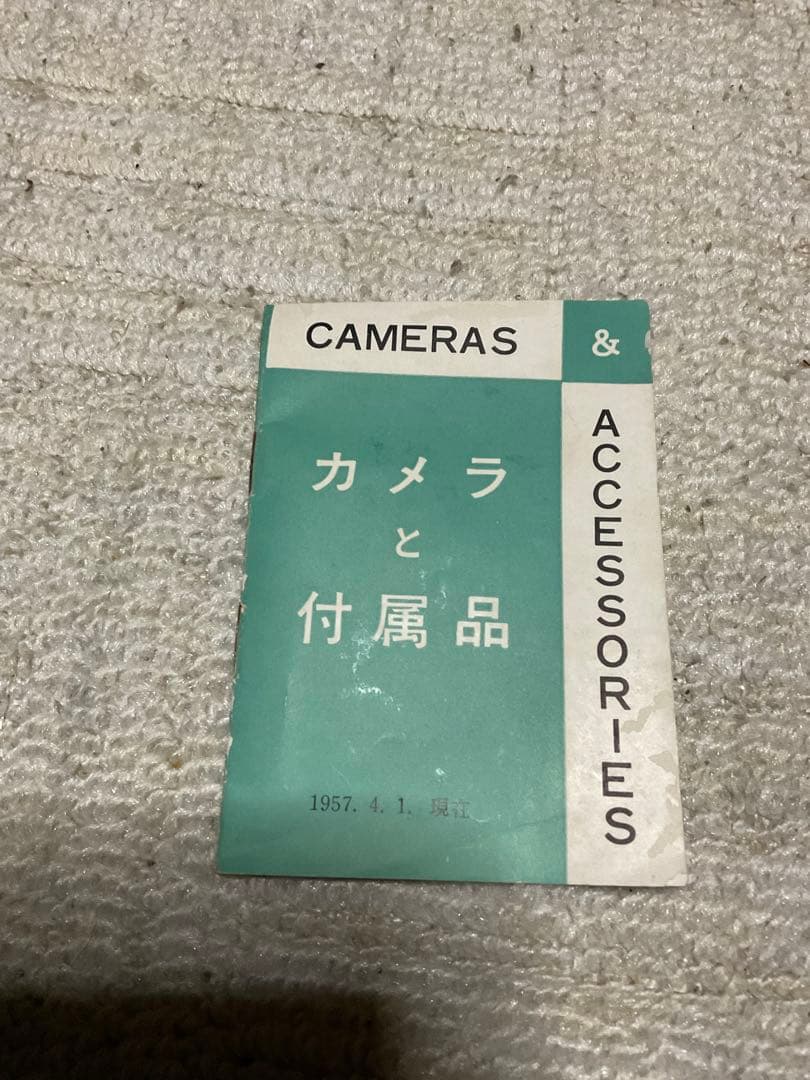 CAMERAS &
ACCESSORIES
カメラ
と
付属品
1957. 4. 1. 現在